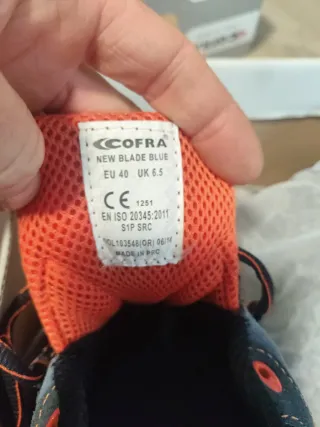 COFRA
NEW BLADE BLUE
EU 40 UK 6.5
CE 1251
EN ISO 20345:2011
S1P SRC
MADE IN PRC